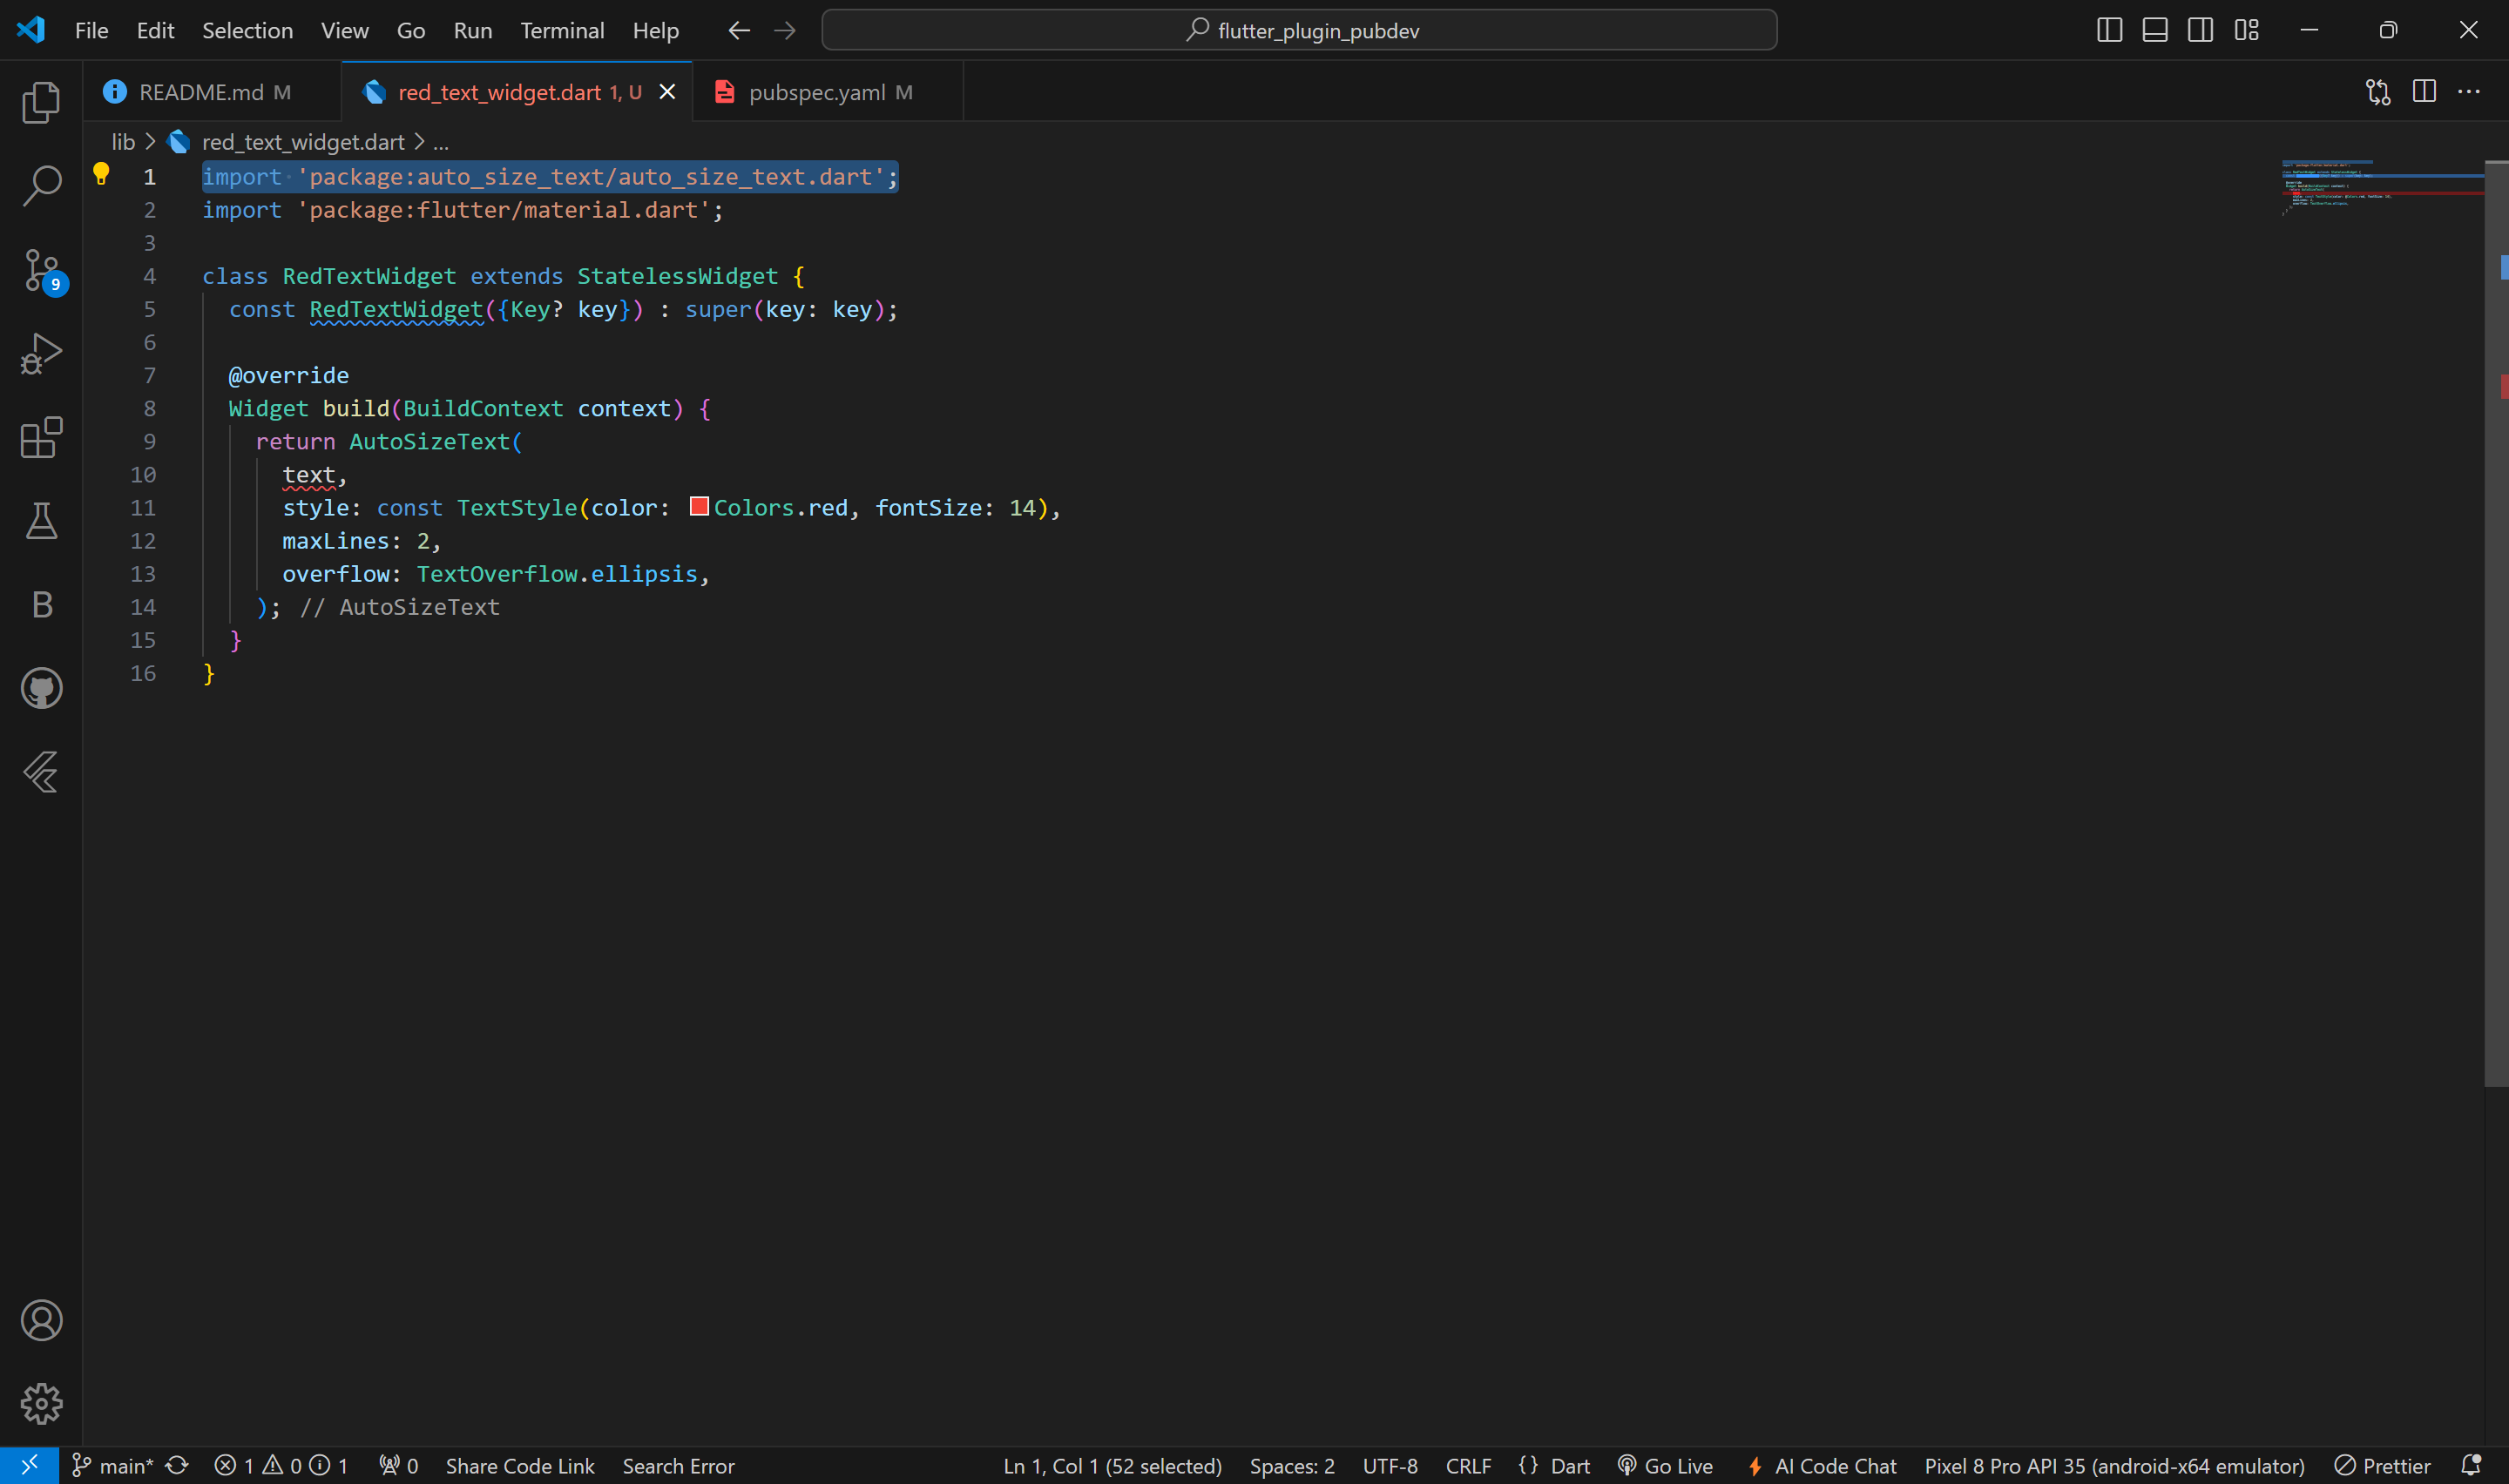 File Edit Selection View Go Run Terminal Help flutter_plugin_pubdev
README.md M red_text_widget.dart 1, U pubspec.yaml M
lib > red_text_widget.dart > ...
1 import 'package:auto_size_text/auto_size_text.dart';
2 import 'package:flutter/material.dart';
3
4 class RedTextWidget extends StatelessWidget {
5 const RedTextWidget({Key? key}) : super(key: key);
6
7 @override
8 Widget build(BuildContext context) {
9 return AutoSizeText(
10 text,
11 style: const TextStyle(color: Colors.red, fontSize: 14),
12 maxLines: 2,
13 overflow: TextOverflow.ellipsis,
14 ); // AutoSizeText
15 }
16 }
9
B
main* 1 0 1 0 Share Code Link Search Error Ln 1, Col 1 (52 selected) Spaces: 2 UTF-8 CRLF {} Dart Go Live AI Code Chat Pixel 8 Pro API 35 (android-x64 emulator) Prettier